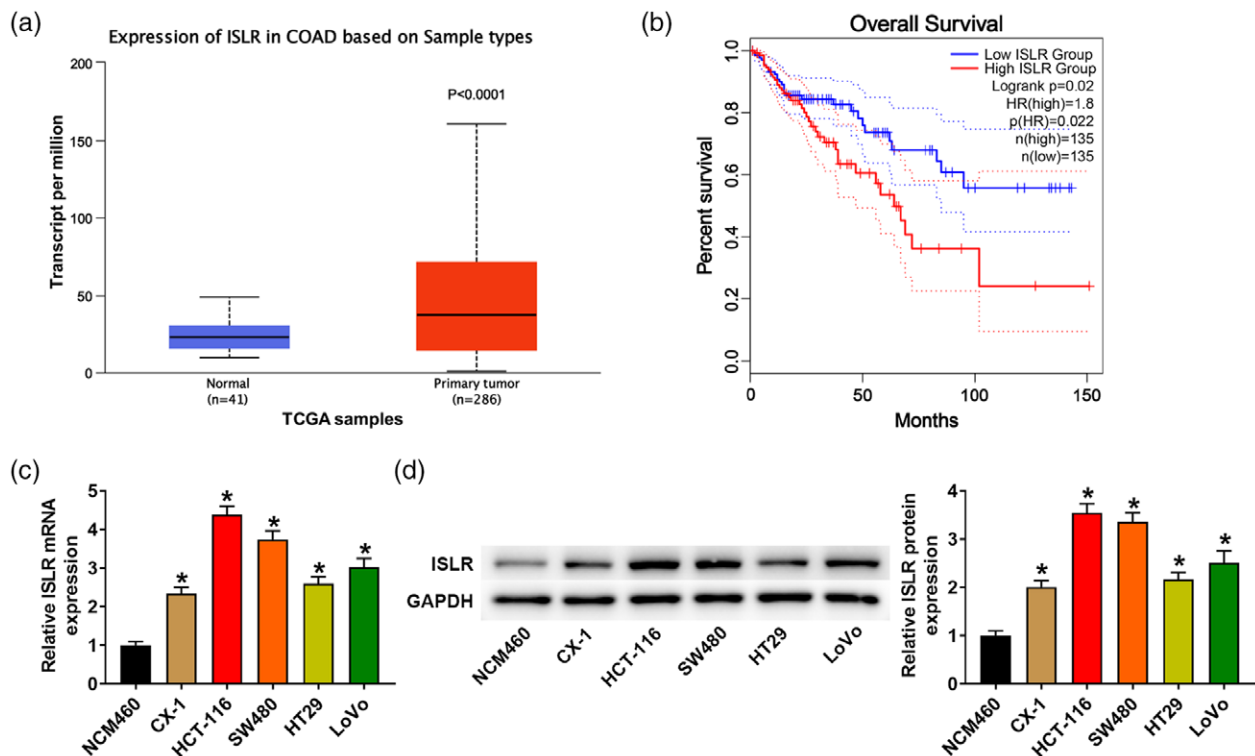 (a)
Expression of ISLR in COAD based on Sample types
Transcript per million
200
150
100
50
0
P<0.0001
Normal
(n=41)
Primary tumor
(n=286)
TCGA samples
(b)
Overall Survival
Percent survival
1.0
0.8
0.6
0.4
0.2
0.0
Low ISLR Group
High ISLR Group
Logrank p=0.02
HR(high)=1.8
p(HR)=0.022
n(high)=135
n(low)=135
0 50 100 150
Months
(c)
Relative ISLR mRNA
expression
5
4
3
2
1
0
* * * * *
NCM460 CX-1 HCT-116 SW480 HT29 LoVo
(d)
ISLR
GAPDH
NCM460 CX-1 HCT-116 SW480 HT29 LoVo
Relative ISLR protein
expression
4
3
2
1
0
* * * * *
NCM460 CX-1 HCT-116 SW480 HT29 LoVo